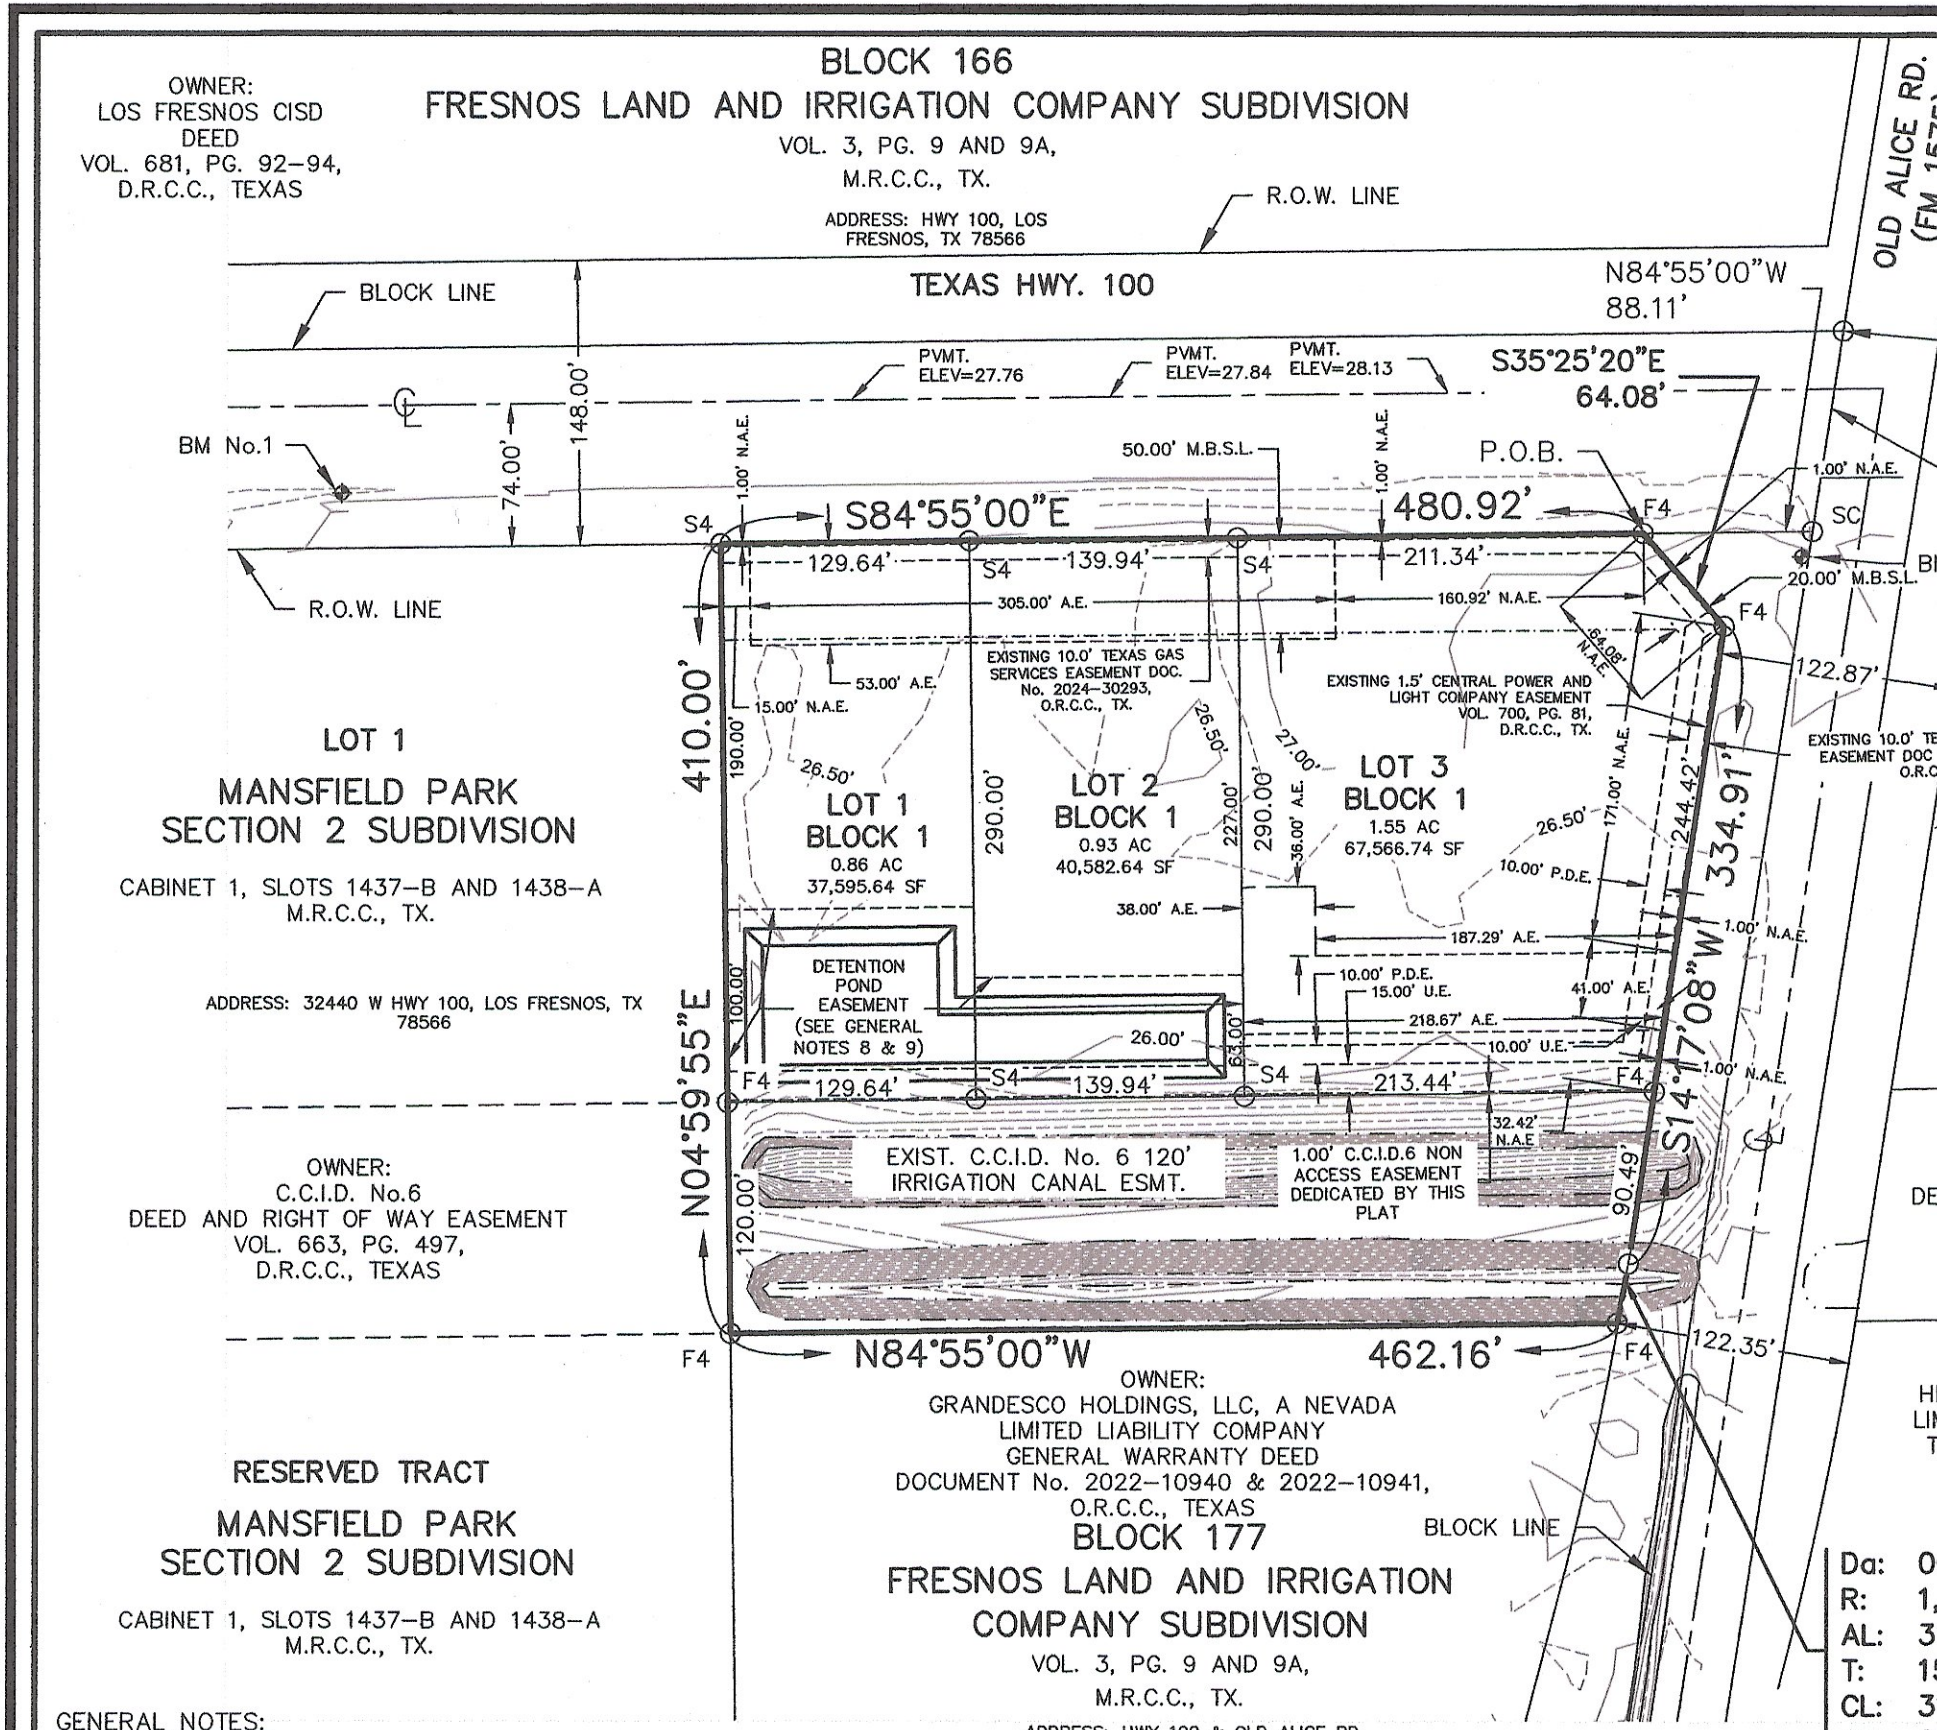 OWNER:
LOS FRESNOS CISD
DEED
VOL. 681, PG. 92-94,
D.R.C.C., TEXAS
BLOCK 166
FRESNOS LAND AND IRRIGATION COMPANY SUBDIVISION
VOL. 3, PG. 9 AND 9A,
M.R.C.C., TX.
ADDRESS: HWY 100, LOS
FRESNOS, TX 78566
R.O.W. LINE
OLD ALICE RD.
BLOCK LINE
TEXAS HWY. 100
N84°55'00"W
88.11'
148.00'
PVMT.
ELEV=27.76
PVMT.
ELEV=27.84
PVMT.
ELEV=28.13
S35°25'20"E
64.08'
BM No.1
74.00'
1.00' N.A.E.
50.00' M.B.S.L.
1.00' N.A.E.
P.O.B.
1.00' N.A.E.
S4
S84°55'00"E
480.92'
F4
SC
129.64'
S4
139.94'
S4
211.34'
20.00' M.B.S.L.
R.O.W. LINE
305.00' A.E.
160.92' N.A.E.
F4
64.08'
N.A.E.
122.87'
410.00'
53.00' A.E.
15.00' N.A.E.
190.00'
EXISTING 10.0' TEXAS GAS
SERVICES EASEMENT DOC.
No. 2024-30293,
O.R.C.C., TX.
EXISTING 1.5' CENTRAL POWER AND
LIGHT COMPANY EASEMENT
VOL. 700, PG. 81,
D.R.C.C., TX.
EXISTING 10.0' TE
EASEMENT DOC
O.R.C
LOT 1
MANSFIELD PARK
SECTION 2 SUBDIVISION
CABINET 1, SLOTS 1437-B AND 1438-A
M.R.C.C., TX.
ADDRESS: 32440 W HWY 100, LOS FRESNOS, TX
78566
26.50'
LOT 1
BLOCK 1
0.86 AC
37,595.64 SF
290.00'
26.50'
LOT 2
BLOCK 1
0.93 AC
40,582.64 SF
227.00'
290.00'
27.00'
36.00' A.E.
LOT 3
BLOCK 1
1.55 AC
67,566.74 SF
26.50'
171.00' N.A.E.
244.42'
334.91'
10.00' P.D.E.
38.00' A.E.
187.29' A.E.
1.00' N.A.E.
100.00'
DETENTION
POND
EASEMENT
(SEE GENERAL
NOTES 8 & 9)
10.00' P.D.E.
15.00' U.E.
41.00' A.E.
218.67' A.E.
26.00'
63.00'
10.00' U.E.
N04°59'55"E
S14°17'08"W
F4
129.64'
S4
139.94'
S4
213.44'
F4
1.00' N.A.E.
32.42'
N.A.E
OWNER:
C.C.I.D. No.6
DEED AND RIGHT OF WAY EASEMENT
VOL. 663, PG. 497,
D.R.C.C., TEXAS
120.00'
EXIST. C.C.I.D. No. 6 120'
IRRIGATION CANAL ESMT.
1.00' C.C.I.D.6 NON
ACCESS EASEMENT
DEDICATED BY THIS
PLAT
90.49'
DE
F4
N84°55'00"W
462.16'
F4
122.35'
OWNER:
GRANDESCO HOLDINGS, LLC, A NEVADA
LIMITED LIABILITY COMPANY
GENERAL WARRANTY DEED
DOCUMENT No. 2022-10940 & 2022-10941,
O.R.C.C., TEXAS
BLOCK 177
FRESNOS LAND AND IRRIGATION
COMPANY SUBDIVISION
VOL. 3, PG. 9 AND 9A,
M.R.C.C., TX.
RESERVED TRACT
MANSFIELD PARK
SECTION 2 SUBDIVISION
CABINET 1, SLOTS 1437-B AND 1438-A
M.R.C.C., TX.
BLOCK LINE
Da:
R: 1,
AL: 3
T: 15
CL:
GENERAL NOTES: